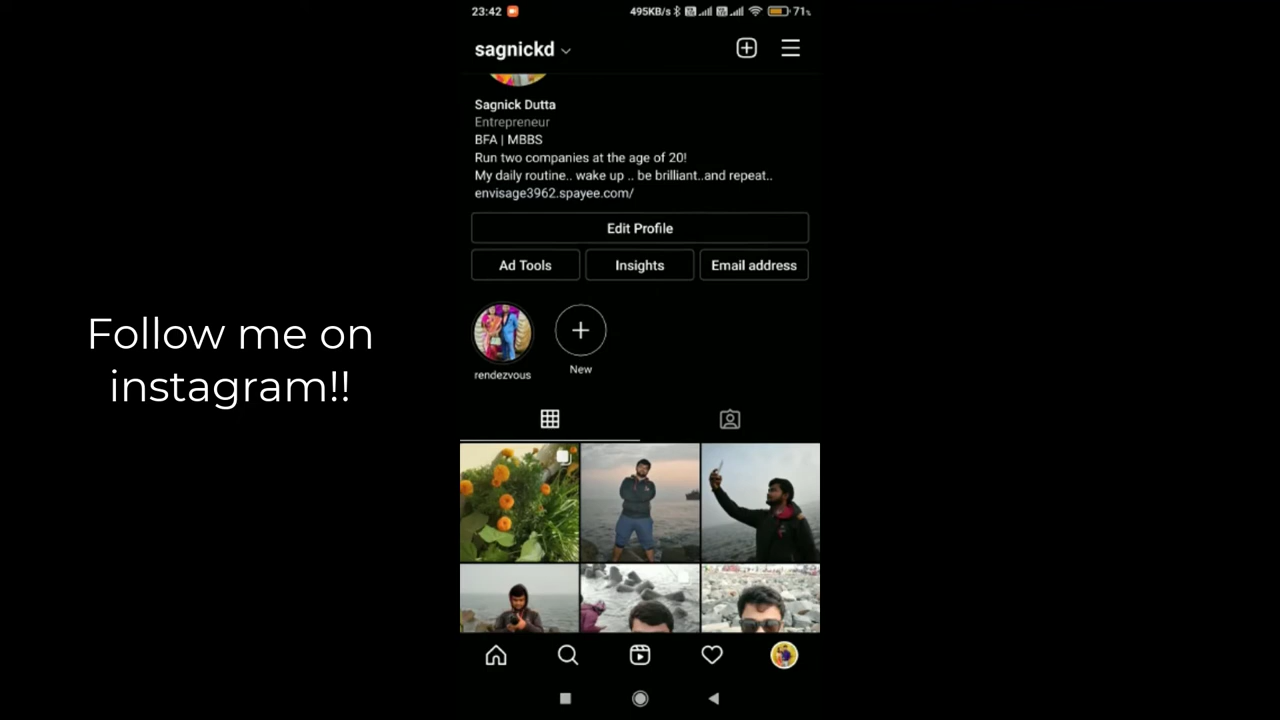 23:42
495KB/s
71%
sagnickd
Sagnick Dutta
Entrepreneur
BFA | MBBS
Run two companies at the age of 20!
My daily routine.. wake up .. be brilliant..and repeat..
envisage3962.spayee.com/
Edit Profile
Ad Tools
Insights
Email address
Follow me on
instagram!!
rendezvous
New